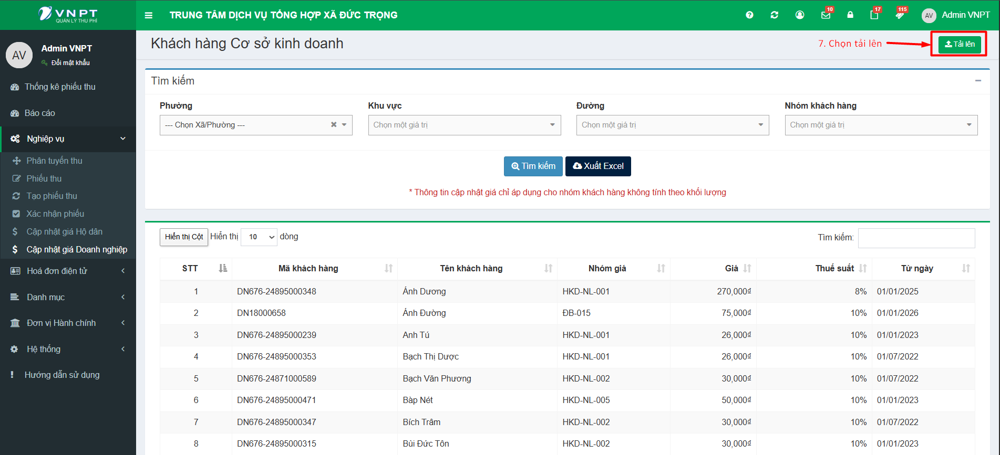 VNPT
QUẢN LÝ THU PHÍ
TRUNG TÂM DỊCH VỤ TỔNG HỢP XÃ ĐỨC TRỌNG
10
17
115
AV
Admin VNPT
AV
Admin VNPT
Đổi mật khẩu
Thống kê phiếu thu
Báo cáo
Nghiệp vụ
Phân tuyến thu
Phiếu thu
Tạo phiếu thu
Xác nhận phiếu
Cập nhật giá Hộ dân
Cập nhật giá Doanh nghiệp
Hoá đơn điện tử
Danh mục
Đơn vị Hành chính
Hệ thống
Hướng dẫn sử dụng
Khách hàng Cơ sở kinh doanh
7. Chọn tải lên
Tải lên
Tìm kiếm
Phường Khu vực Đường Nhóm khách hàng
--- Chọn Xã/Phường --- Chọn một giá trị Chọn một giá trị Chọn một giá trị
Tìm kiếm Xuất Excel
* Thông tin cập nhật giá chỉ áp dụng cho nhóm khách hàng không tính theo khối lượng
Hiển thị Cột Hiển thị 10 dòng Tìm kiếm:
STT Mã khách hàng Tên khách hàng Nhóm giá Giá Thuế suất Từ ngày
1 DN676-24895000348 Ánh Dương HKD-NL-001 270,000₫ 8% 01/01/2025
2 DN18000658 Ánh Đường ĐB-015 75,000₫ 10% 01/01/2026
3 DN676-24895000239 Anh Tú HKD-NL-001 26,000₫ 10% 01/01/2023
4 DN676-24895000353 Bạch Thị Dược HKD-NL-001 26,000₫ 10% 01/07/2022
5 DN676-24871000589 Bạch Văn Phương HKD-NL-002 30,000₫ 10% 01/07/2022
6 DN676-24895000471 Bàp Nét HKD-NL-005 50,000₫ 10% 01/01/2023
7 DN676-24895000347 Bích Trâm HKD-NL-002 30,000₫ 10% 01/07/2022
8 DN676-24895000315 Bùi Đức Tôn HKD-NL-002 30,000₫ 10% 01/01/2023